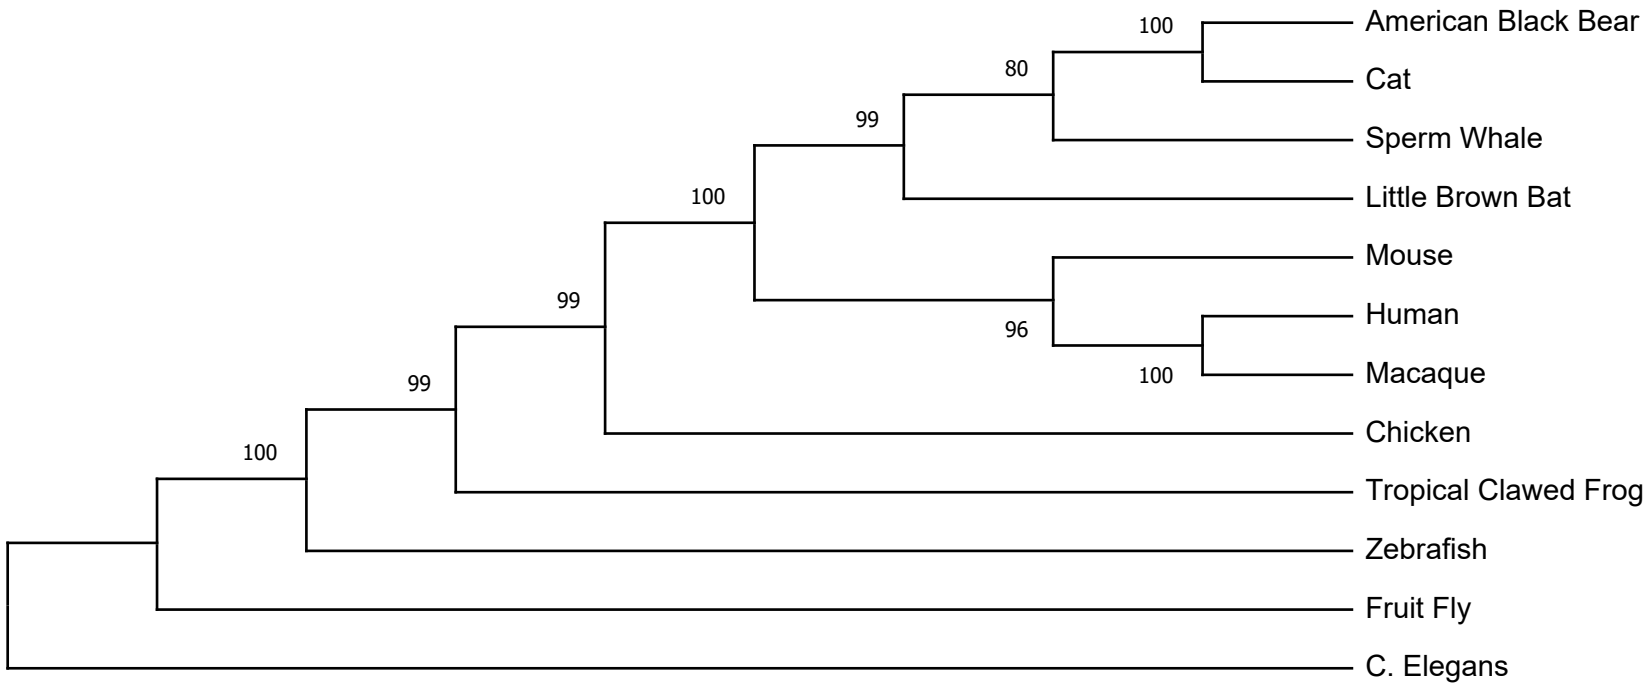 100
American Black Bear
80
Cat
99
Sperm Whale
100
Little Brown Bat
Mouse
99
Human
96
100
Macaque
99
Chicken
100
Tropical Clawed Frog
Zebrafish
Fruit Fly
C. Elegans